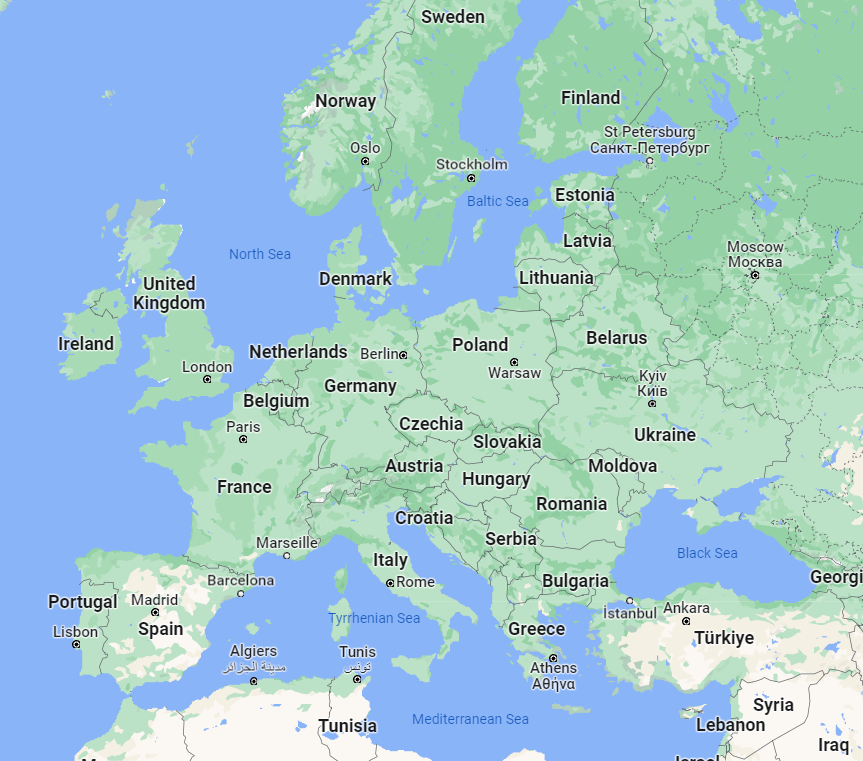 Sweden
Norway
Finland
St Petersburg
Санкт-Петербург
Oslo
Stockholm
Estonia
Baltic Sea
Latvia
North Sea
Moscow
Москва
Denmark
Lithuania
United
Kingdom
Ireland
Belarus
Netherlands
Berlin
Poland
London
Warsaw
Kyiv
Київ
Germany
Belgium
Paris
Czechia
Slovakia
Ukraine
Austria
Moldova
Hungary
France
Romania
Croatia
Serbia
Marseille
Black Sea
Italy
Barcelona
Rome
Bulgaria
Georgi
Portugal
Madrid
İstanbul
Ankara
Tyrrhenian Sea
Lisbon
Spain
Greece
Türkiye
Algiers
مدينة الجزائر
Tunis
تونس
Athens
Αθήνα
Syria
Mediterranean Sea
Tunisia
Lebanon
Iraq